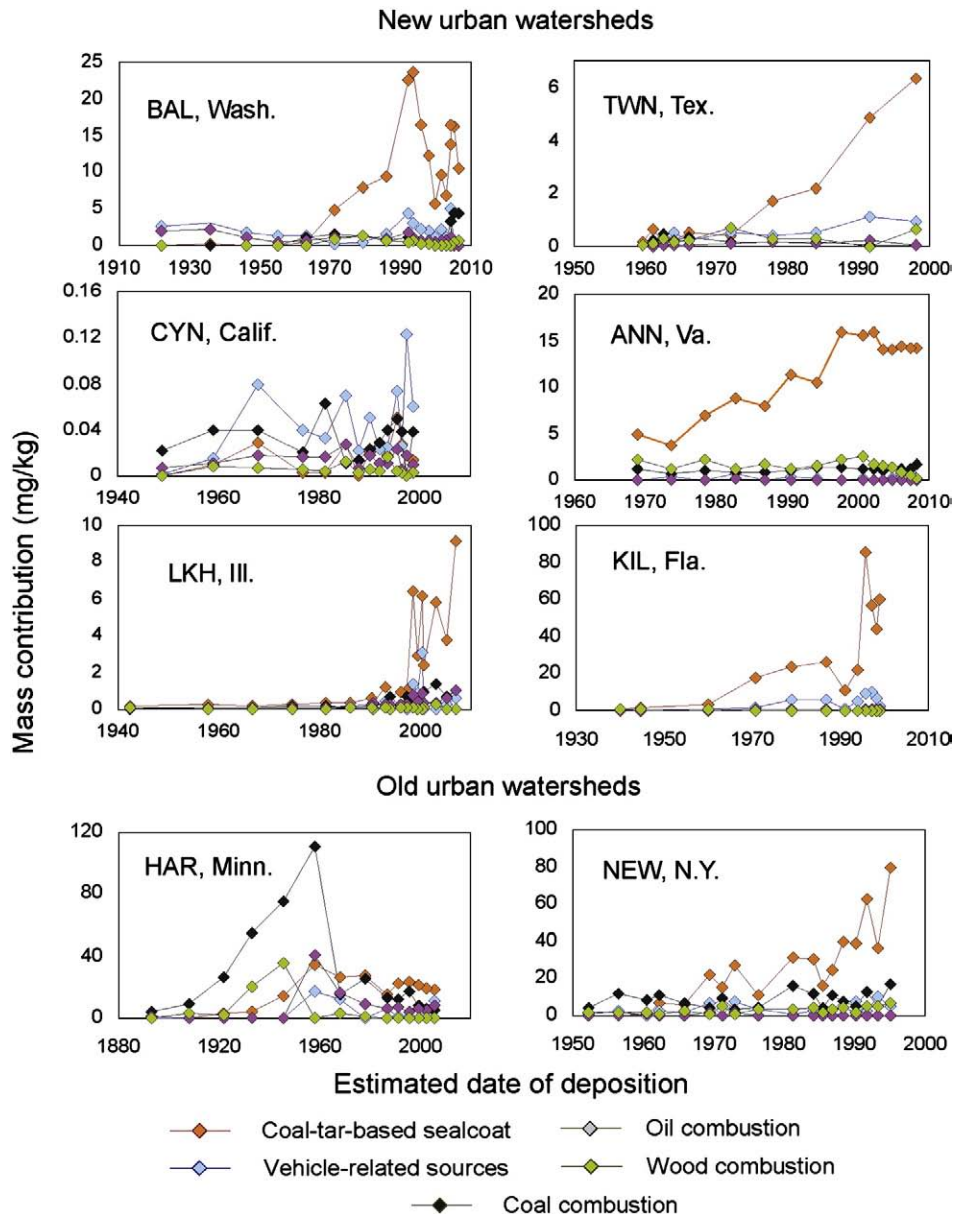 New urban watersheds
25
20
15
10
5
0
BAL, Wash.
1910 1930 1950 1970 1990 2010
6
4
2
0
TWN, Tex.
1950 1960 1970 1980 1990 2000
0.16
0.12
0.08
0.04
0
CYN, Calif.
1940 1960 1980 2000
20
15
10
5
0
ANN, Va.
1960 1970 1980 1990 2000 2010
10
8
6
4
2
0
LKH, Ill.
1940 1960 1980 2000
100
80
60
40
20
0
KIL, Fla.
1930 1950 1970 1990 2010
Mass contribution (mg/kg)
Old urban watersheds
120
80
40
0
HAR, Minn.
1880 1920 1960 2000
100
80
60
40
20
0
NEW, N.Y.
1950 1960 1970 1980 1990 2000
Estimated date of deposition
Coal-tar-based sealcoat
Oil combustion
Vehicle-related sources
Wood combustion
Coal combustion